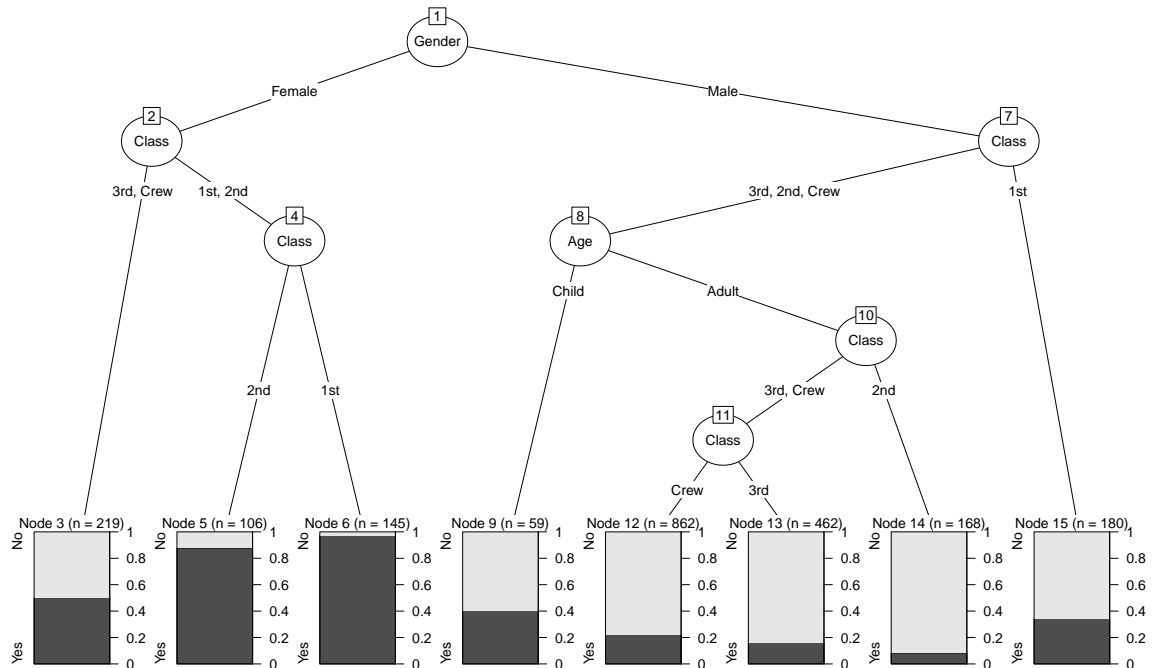 1
Gender
Female
Male
2
Class
7
Class
3rd, Crew
1st, 2nd
3rd, 2nd, Crew
1st
4
Class
8
Age
Child
Adult
10
Class
2nd
1st
3rd, Crew
2nd
11
Class
Crew
3rd
Node 3 (n = 219)
Yes
No
0
0.2
0.4
0.6
0.8
1
Node 5 (n = 106)
Yes
No
0
0.2
0.4
0.6
0.8
1
Node 6 (n = 145)
Yes
No
0
0.2
0.4
0.6
0.8
1
Node 9 (n = 59)
Yes
No
0
0.2
0.4
0.6
0.8
1
Node 12 (n = 862)
Yes
No
0
0.2
0.4
0.6
0.8
1
Node 13 (n = 462)
Yes
No
0
0.2
0.4
0.6
0.8
1
Node 14 (n = 168)
Yes
No
0
0.2
0.4
0.6
0.8
1
Node 15 (n = 180)
Yes
No
0
0.2
0.4
0.6
0.8
1